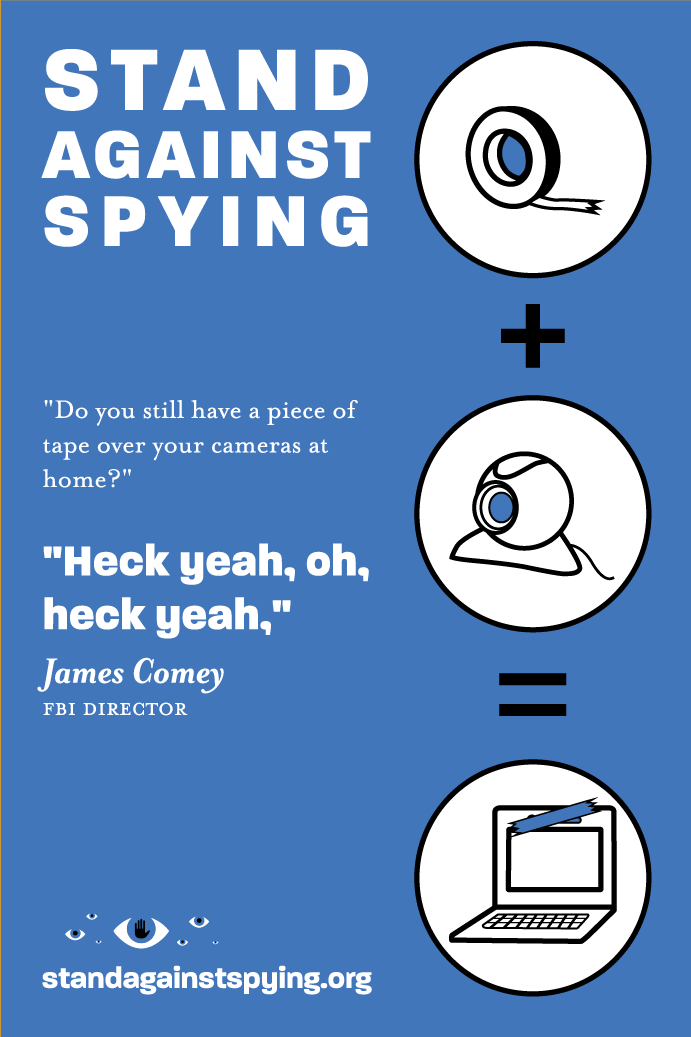 STAND
AGAINST
SPYING
"Do you still have a piece of
tape over your cameras at
home?"
"Heck yeah, oh,
heck yeah,"
James Comey
FBI DIRECTOR
+
=
standagainstspying.org